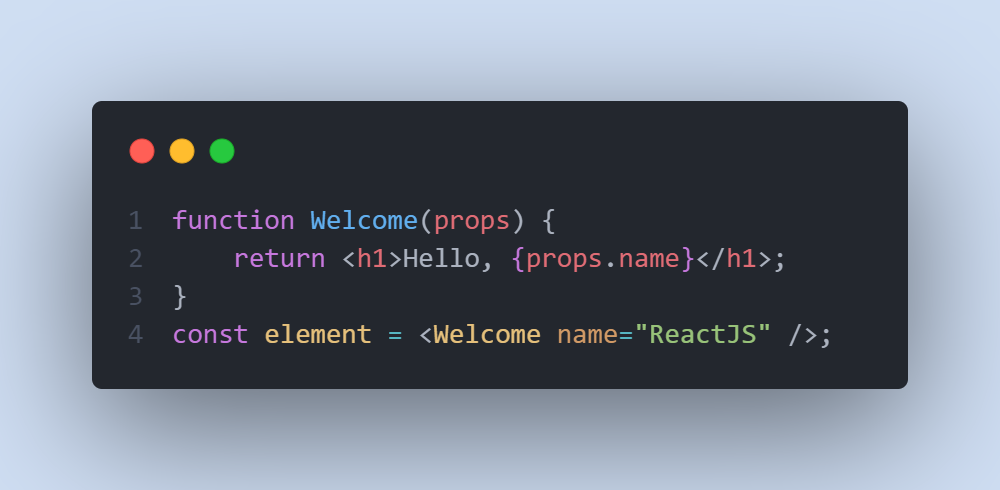 1 function Welcome(props) {
2     return <h1>Hello, {props.name}</h1>;
3 }
4 const element = <Welcome name="ReactJS" />;